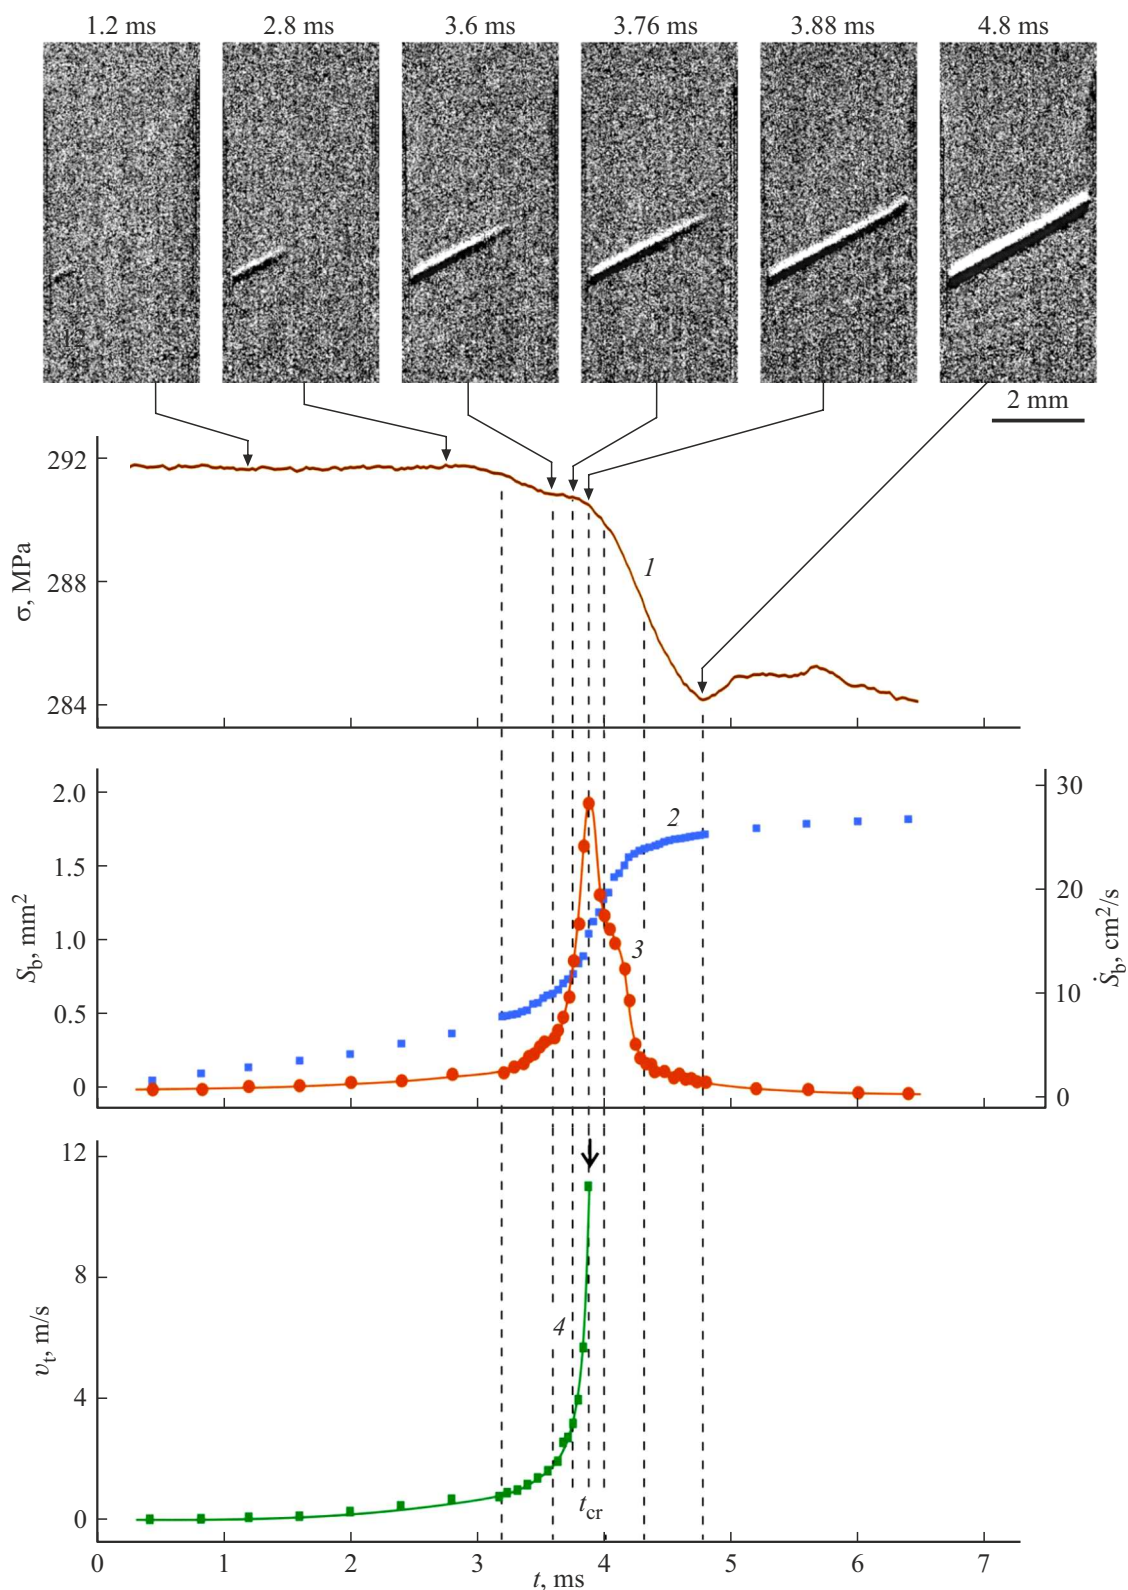 1.2 ms 2.8 ms 3.6 ms 3.76 ms 3.88 ms 4.8 ms
2 mm
292
288
284
σ, MPa
1
2.0
1.5
1.0
0.5
0
S_b, mm²
2
3
30
20
10
0
Ṡ_b, cm²/s
12
8
4
0
v_t, m/s
4
t_cr
0 1 2 3 4 5 6 7
t, ms